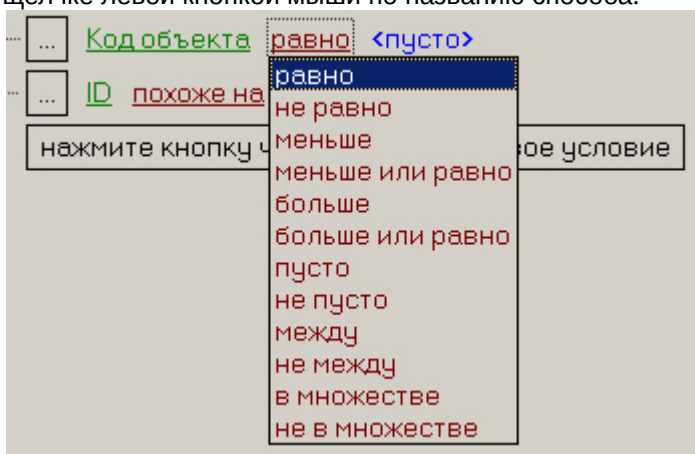 щелчке левой кнопкой мыши по названию способа.
... Код объекта равно <пусто>
равно
... ID похоже на
не равно
нажмите кнопку ое условие
меньше
меньше или равно
больше
больше или равно
пусто
не пусто
между
не между
в множестве
не в множестве